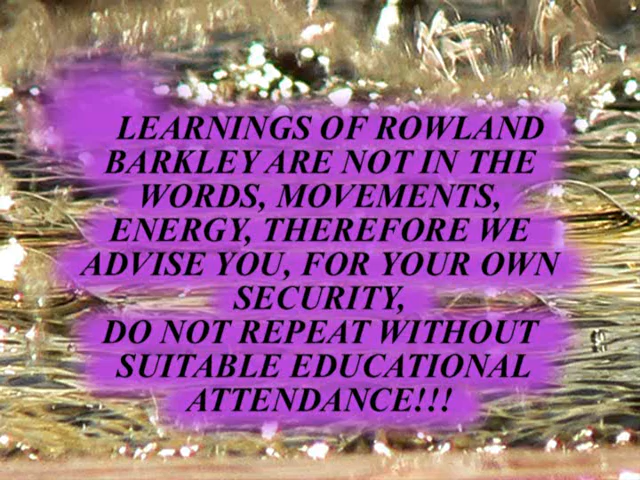 LEARNINGS OF ROWLAND
BARKLEY ARE NOT IN THE
WORDS, MOVEMENTS,
ENERGY, THEREFORE WE
ADVISE YOU, FOR YOUR OWN
SECURITY,
DO NOT REPEAT WITHOUT
SUITABLE EDUCATIONAL
ATTENDANCE!!!